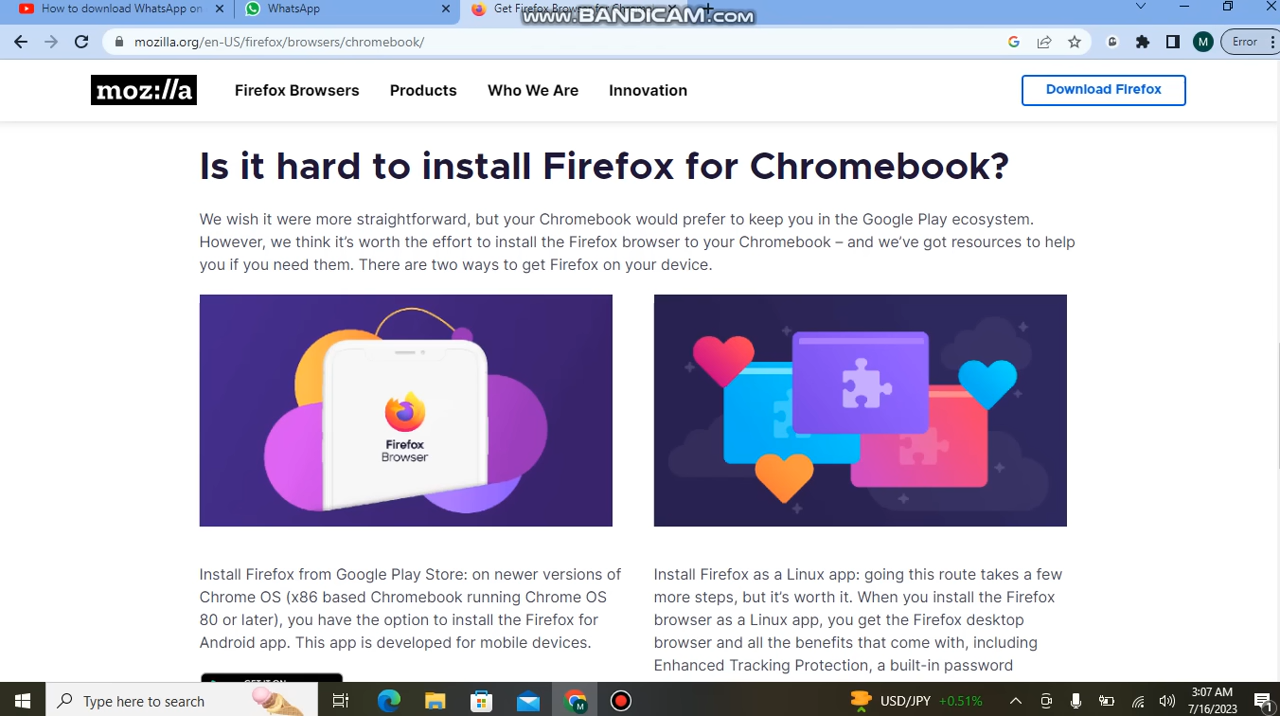 How to download WhatsApp on
WhatsApp
Get Firefox Browser for Chrom
www.BANDICAM.com
mozilla.org/en-US/firefox/browsers/chromebook/
M
Error
moz://a
Firefox Browsers
Products
Who We Are
Innovation
Download Firefox
Is it hard to install Firefox for Chromebook?
We wish it were more straightforward, but your Chromebook would prefer to keep you in the Google Play ecosystem.
However, we think it’s worth the effort to install the Firefox browser to your Chromebook – and we’ve got resources to help
you if you need them. There are two ways to get Firefox on your device.
Firefox
Browser
Install Firefox from Google Play Store: on newer versions of
Chrome OS (x86 based Chromebook running Chrome OS
80 or later), you have the option to install the Firefox for
Android app. This app is developed for mobile devices.
Install Firefox as a Linux app: going this route takes a few
more steps, but it’s worth it. When you install the Firefox
browser as a Linux app, you get the Firefox desktop
browser and all the benefits that come with, including
Enhanced Tracking Protection, a built-in password
GET IT ON
Type here to search
M
USD/JPY +0.51%
3:07 AM
7/16/2023
1